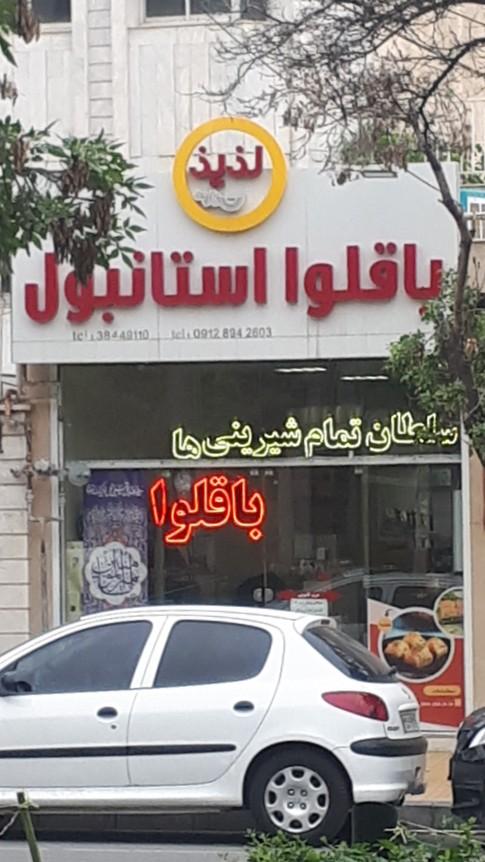 لذیذ
باقلوا استانبول
tel : 38449110    tel : 0912 894 2603
سلطان تمام شیرینی‌ها
باقلوا